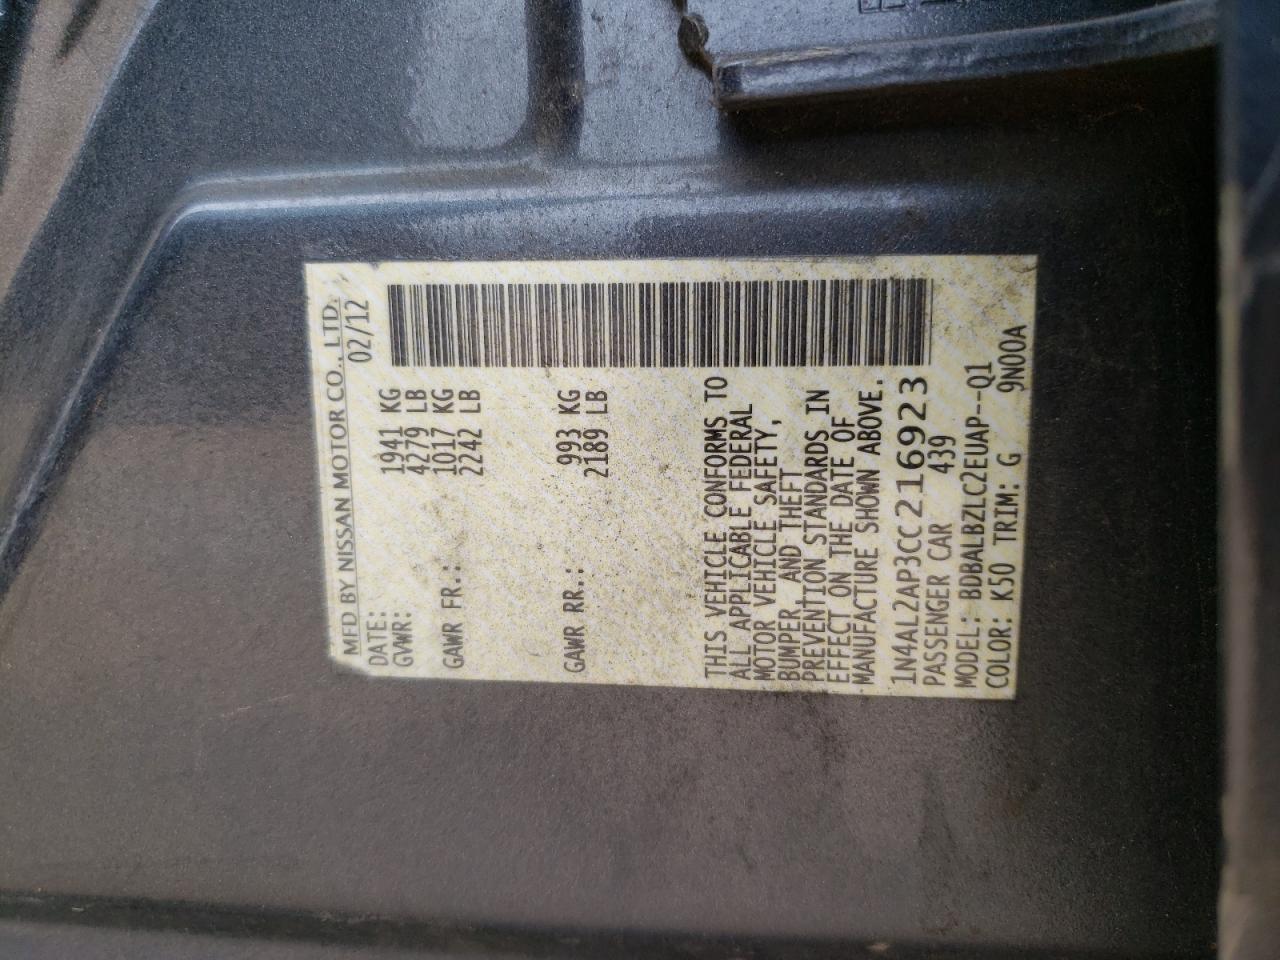 MFD BY NISSAN MOTOR CO., LTD.
DATE: 02/12
GVWR: 1941 KG
4279 LB
GAWR FR.: 1017 KG
2242 LB
GAWR RR.: 993 KG
2189 LB
THIS VEHICLE CONFORMS TO
ALL APPLICABLE FEDERAL
MOTOR VEHICLE SAFETY,
BUMPER, AND THEFT
PREVENTION STANDARDS IN
EFFECT ON THE DATE OF
MANUFACTURE SHOWN ABOVE.
1N4AL2AP3CC216923
PASSENGER CAR 439
MODEL: BDBALBZLC2EUAP--Q1
COLOR: K50 TRIM: G 9N00A